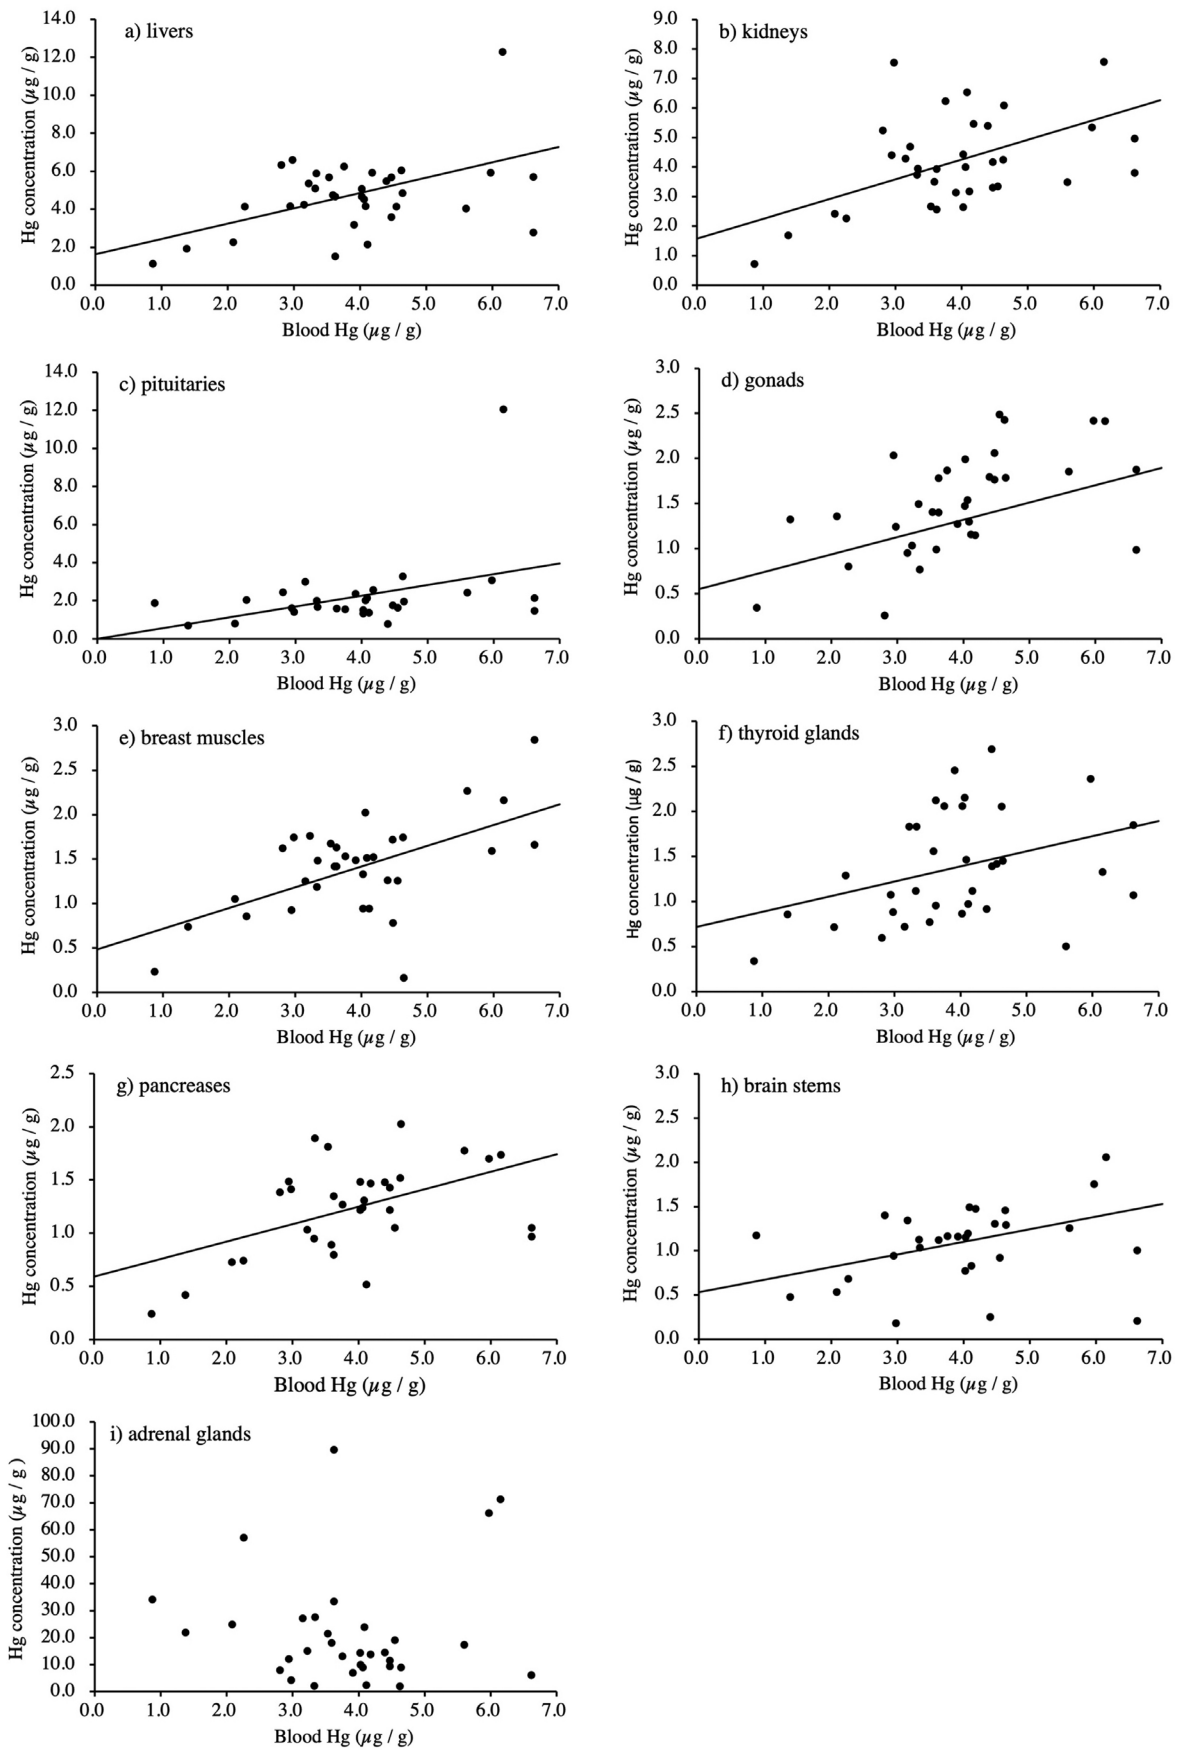 a) livers
Hg concentration (µg / g)
14.0
12.0
10.0
8.0
6.0
4.0
2.0
0.0
0.0 1.0 2.0 3.0 4.0 5.0 6.0 7.0
Blood Hg (µg / g)
b) kidneys
Hg concentration (µg / g)
9.0
8.0
7.0
6.0
5.0
4.0
3.0
2.0
1.0
0.0
0.0 1.0 2.0 3.0 4.0 5.0 6.0 7.0
Blood Hg (µg / g)
c) pituitaries
Hg concentration (µg / g)
14.0
12.0
10.0
8.0
6.0
4.0
2.0
0.0
0.0 1.0 2.0 3.0 4.0 5.0 6.0 7.0
Blood Hg (µg / g)
d) gonads
Hg concentration (µg / g)
3.0
2.5
2.0
1.5
1.0
0.5
0.0
0.0 1.0 2.0 3.0 4.0 5.0 6.0 7.0
Blood Hg (µg / g)
e) breast muscles
Hg concentration (µg / g)
3.0
2.5
2.0
1.5
1.0
0.5
0.0
0.0 1.0 2.0 3.0 4.0 5.0 6.0 7.0
Blood Hg (µg / g)
f) thyroid glands
Hg concentration (µg / g)
3.0
2.5
2.0
1.5
1.0
0.5
0.0
0.0 1.0 2.0 3.0 4.0 5.0 6.0 7.0
Blood Hg (µg / g)
g) pancreases
Hg concentration (µg / g)
2.5
2.0
1.5
1.0
0.5
0.0
0.0 1.0 2.0 3.0 4.0 5.0 6.0 7.0
Blood Hg (µg / g)
h) brain stems
Hg concentration (µg / g)
3.0
2.5
2.0
1.5
1.0
0.5
0.0
0.0 1.0 2.0 3.0 4.0 5.0 6.0 7.0
Blood Hg (µg / g)
i) adrenal glands
Hg concentration (µg / g )
100.0
90.0
80.0
70.0
60.0
50.0
40.0
30.0
20.0
10.0
0.0
0.0 1.0 2.0 3.0 4.0 5.0 6.0 7.0
Blood Hg (µg / g)